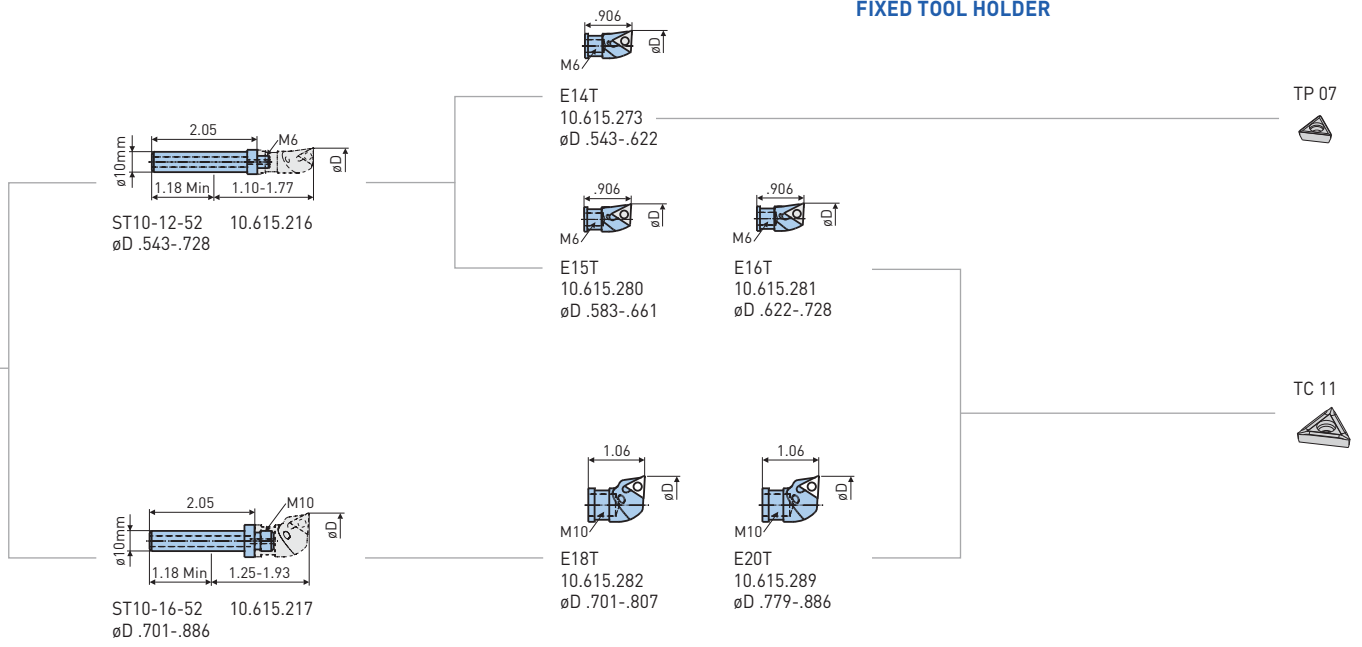 FIXED TOOL HOLDER
.906
øD
M6
E14T
10.615.273
øD .543-.622
TP 07
2.05
M6
ø10mm
øD
1.18 Min
1.10-1.77
ST10-12-52 10.615.216
øD .543-.728
.906
øD
M6
E15T
10.615.280
øD .583-.661
.906
øD
M6
E16T
10.615.281
øD .622-.728
TC 11
2.05
M10
ø10mm
øD
1.18 Min
1.25-1.93
ST10-16-52 10.615.217
øD .701-.886
1.06
øD
M10
E18T
10.615.282
øD .701-.807
1.06
øD
M10
E20T
10.615.289
øD .779-.886